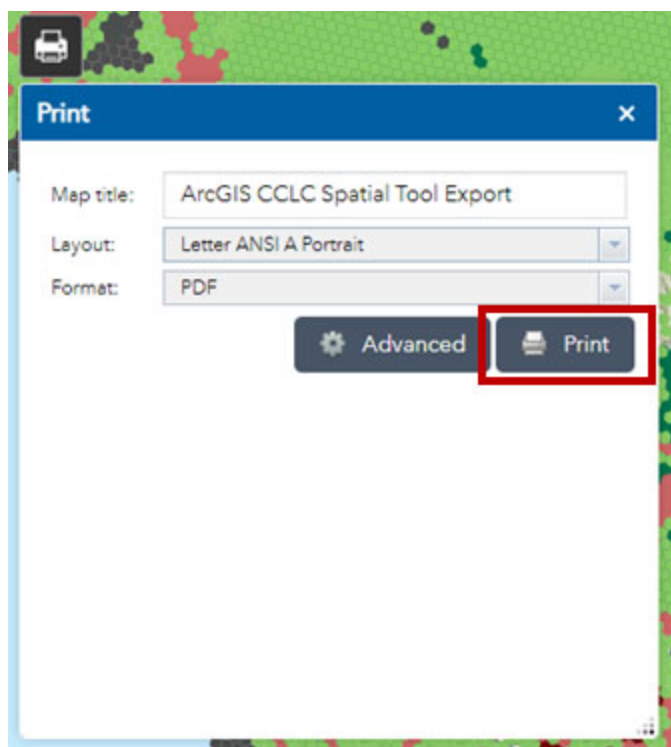 Print
Map title: ArcGIS CCLC Spatial Tool Export
Layout: Letter ANSI A Portrait
Format: PDF
Advanced Print